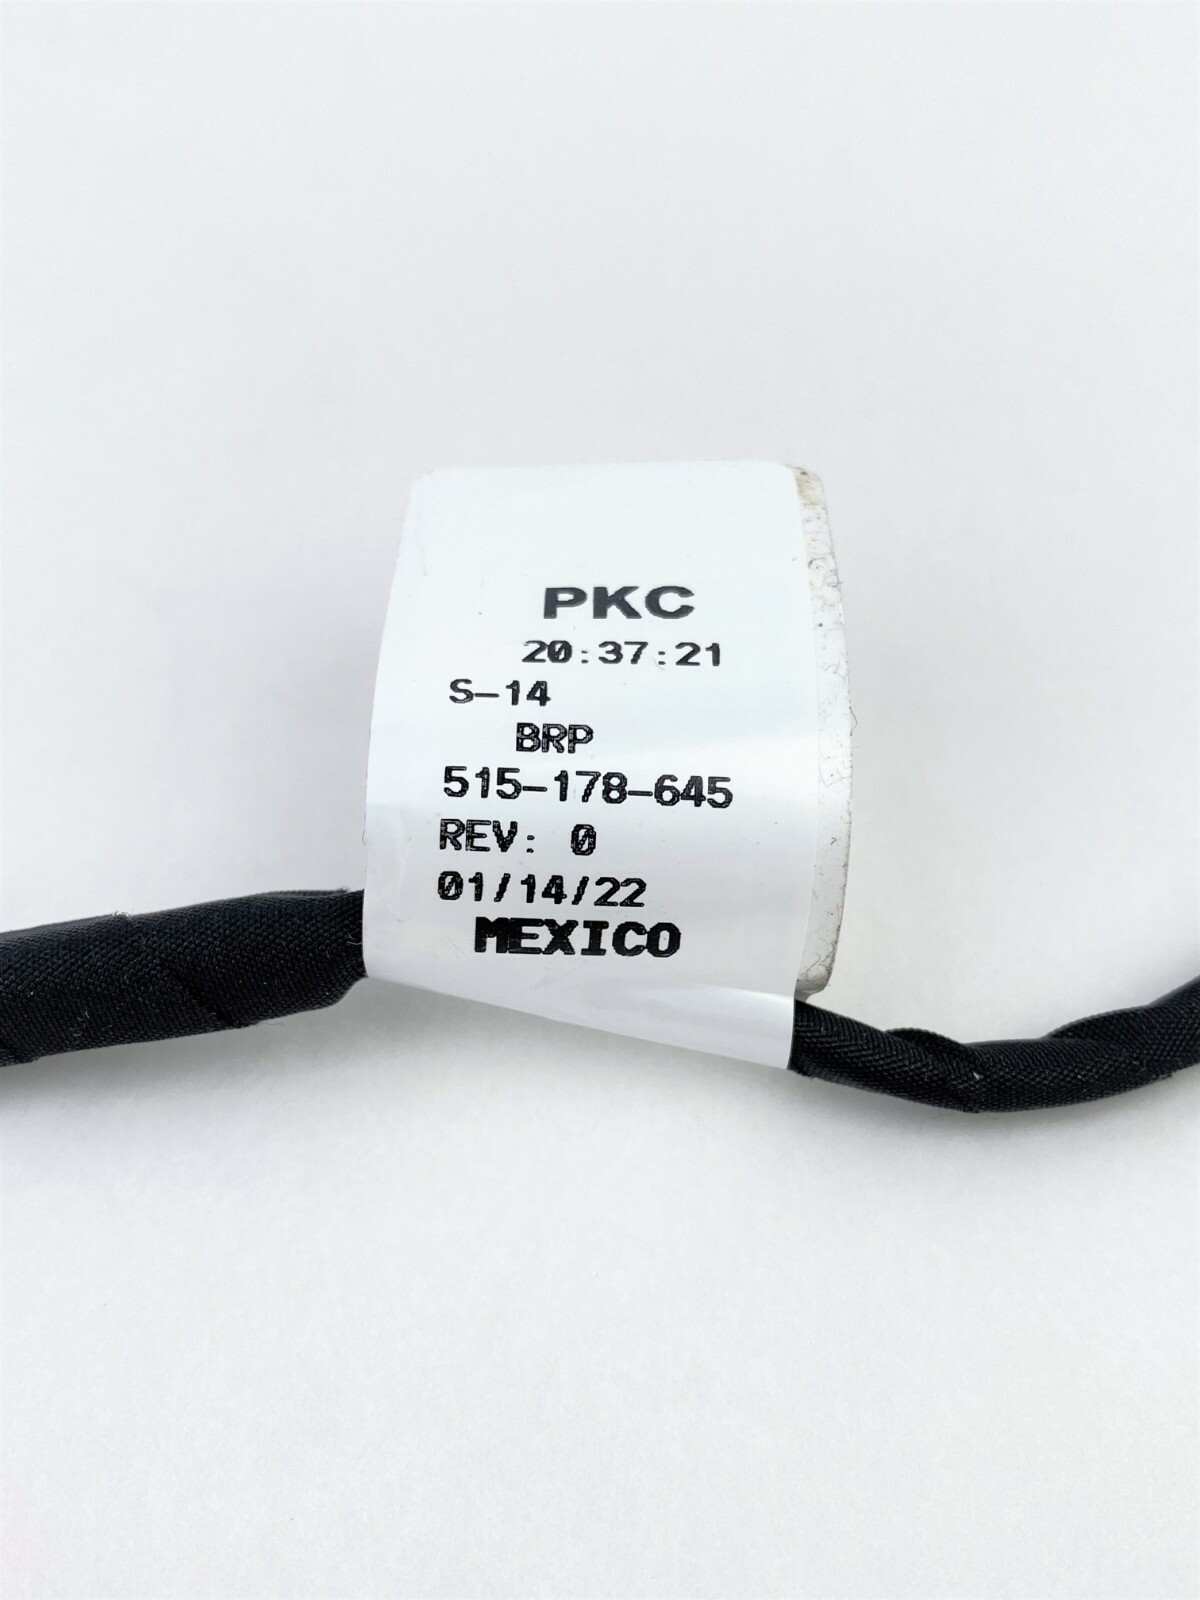 PKC
20:37:21
S-14
BRP
515-178-645
REV: 0
01/14/22
MEXICO